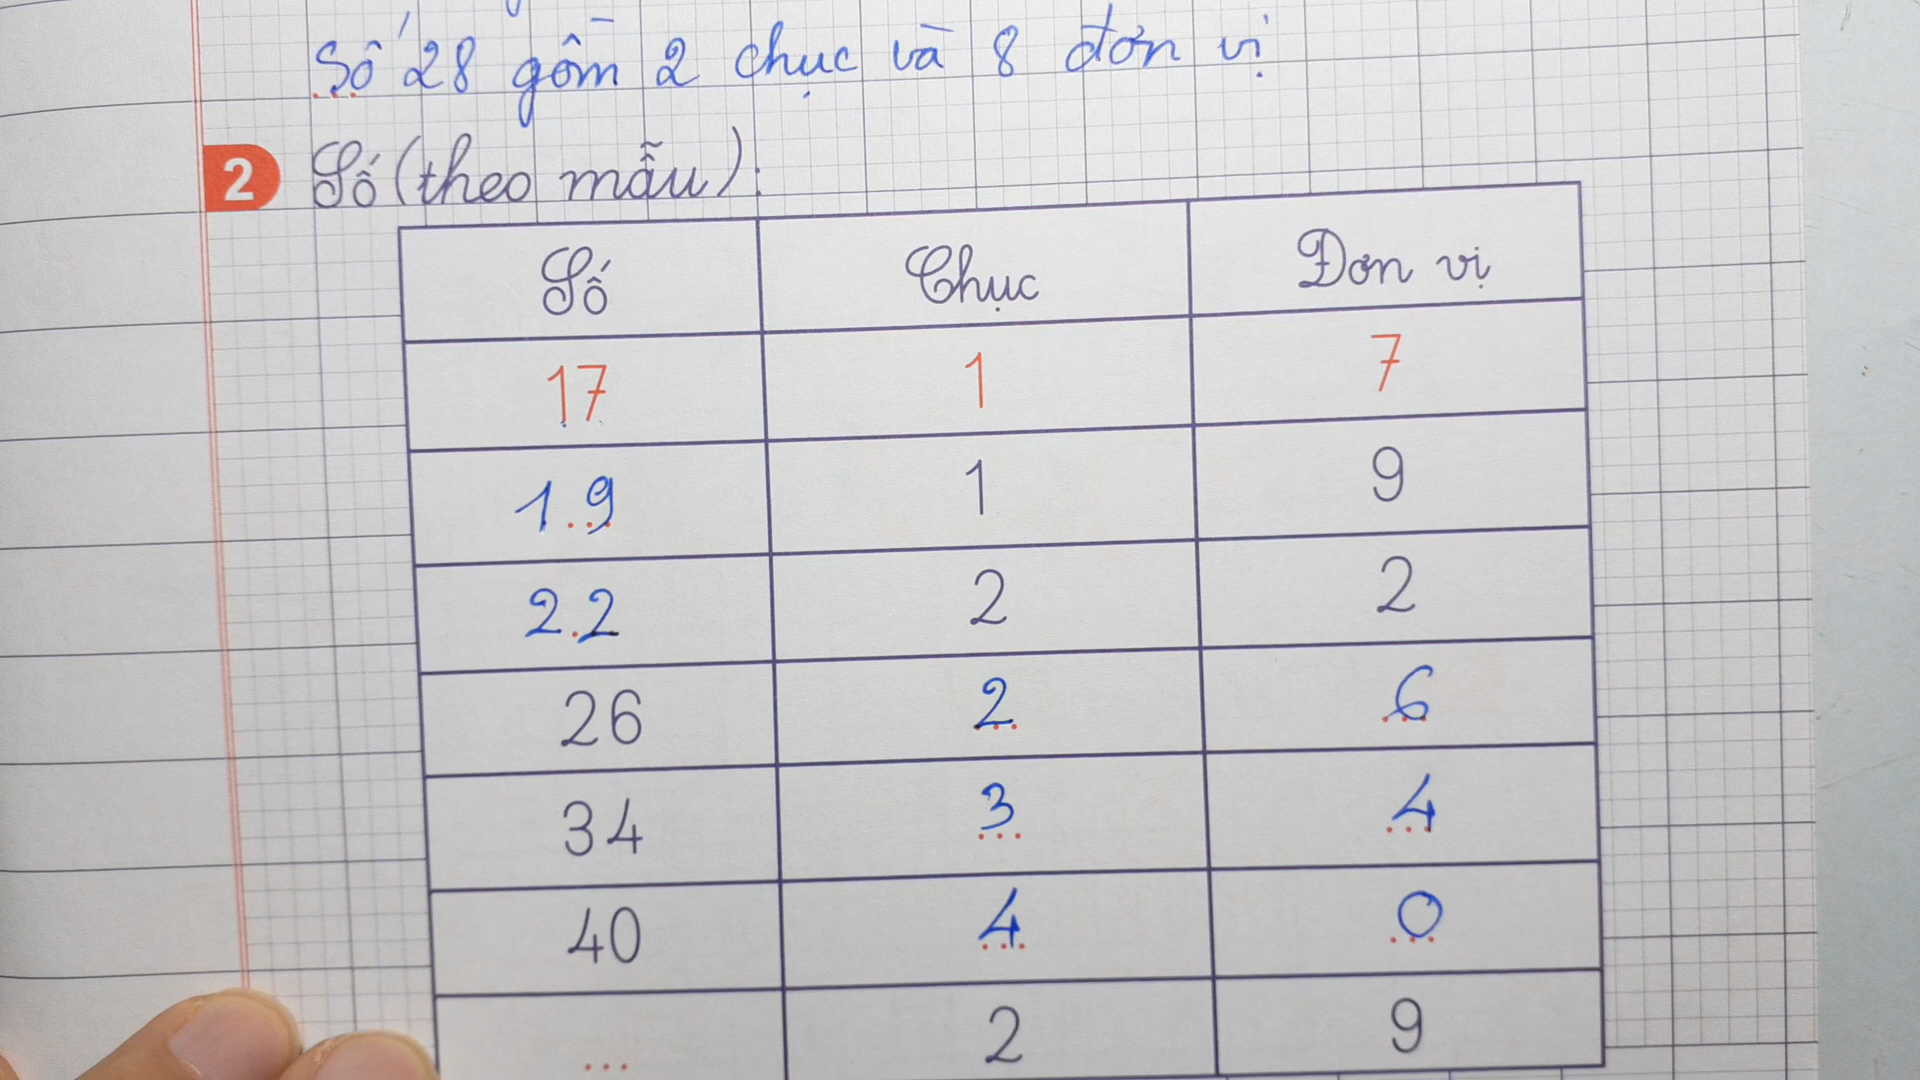 Số 28 gồm 2 chục và 8 đơn vị
2 Số (theo mẫu):
Số Chục Đơn vị
17 1 7
19 1 9
22 2 2
26 2 6
34 3 4
40 4 0
... 2 9